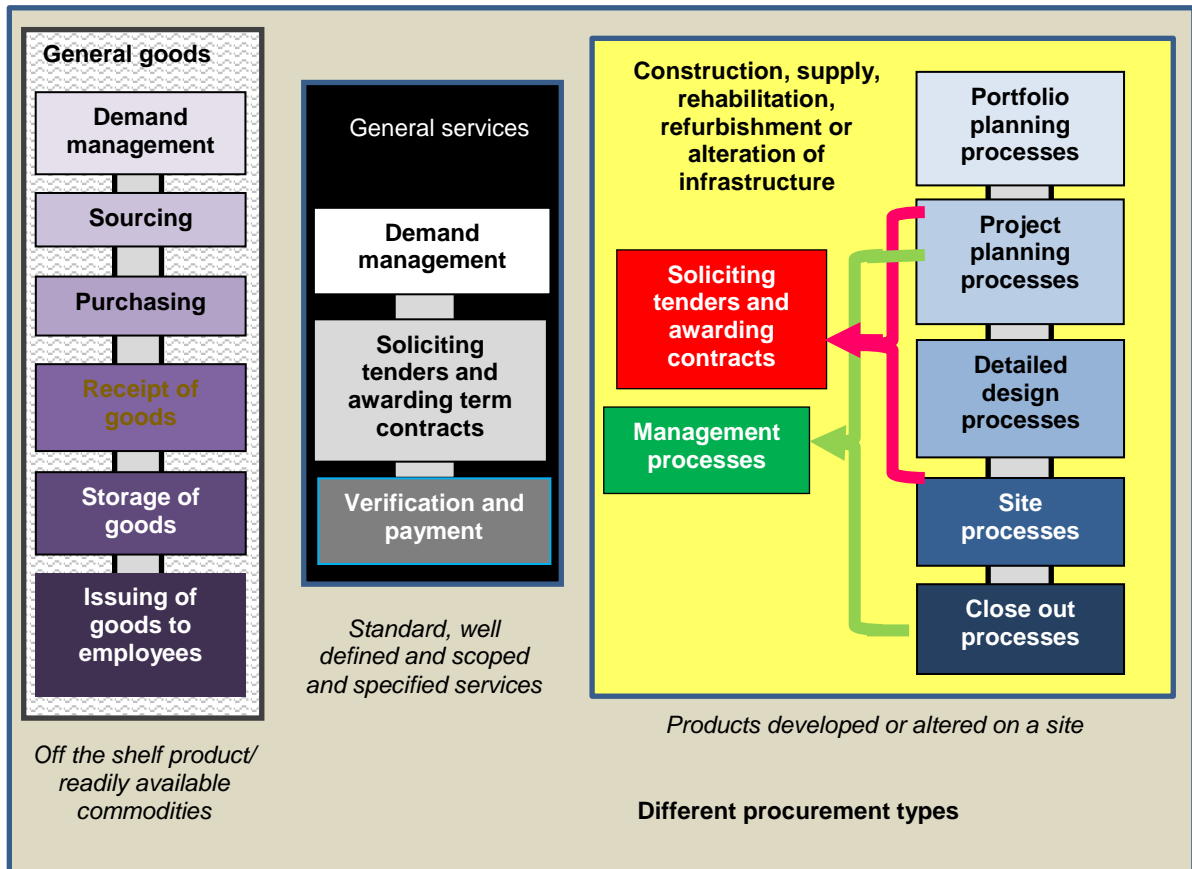 General goods
Demand
management
Sourcing
Purchasing
Receipt of
goods
Storage of
goods
Issuing of
goods to
employees
Off the shelf product/
readily available
commodities
General services
Demand
management
Soliciting
tenders and
awarding term
contracts
Verification and
payment
Standard, well
defined and scoped
and specified services
Construction, supply,
rehabilitation,
refurbishment or
alteration of
infrastructure
Soliciting
tenders and
awarding
contracts
Management
processes
Portfolio
planning
processes
Project
planning
processes
Detailed
design
processes
Site
processes
Close out
processes
Products developed or altered on a site
Different procurement types